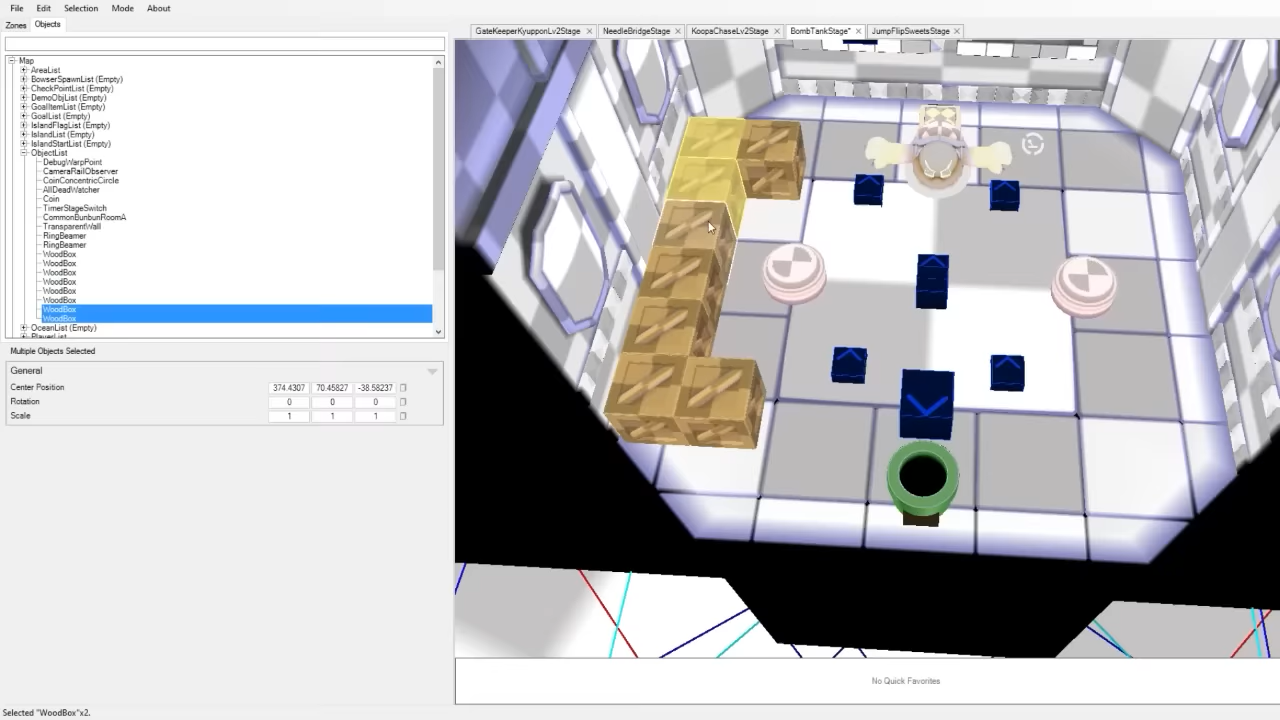 File Edit Selection Mode About
Zones Objects
GateKeeperKyupponLv2Stage NeedleBridgeStage KoopaChaseLv2Stage BombTankStage* JumpFlipSweetsStage
Map
AreaList
BowserSpawnList (Empty)
CheckPointList (Empty)
DemoObjList (Empty)
GoalItemList (Empty)
GoalList (Empty)
IslandFlagList (Empty)
IslandList (Empty)
IslandStartList (Empty)
ObjectList
DebugWarpPoint
CameraRailObserver
CoinConcentricCircle
AllDeadWatcher
Coin
TimerStageSwitch
CommonBunbunRoomA
TransparentWall
RingBeamer
RingBeamer
WoodBox
WoodBox
WoodBox
WoodBox
WoodBox
WoodBox
WoodBox
WoodBox
OceanList (Empty)
PlayerList
Multiple Objects Selected
General
Center Position 374.4307 70.45827 -38.58237
Rotation 0 0 0
Scale 1 1 1
No Quick Favorites
Selected "WoodBox"x2.